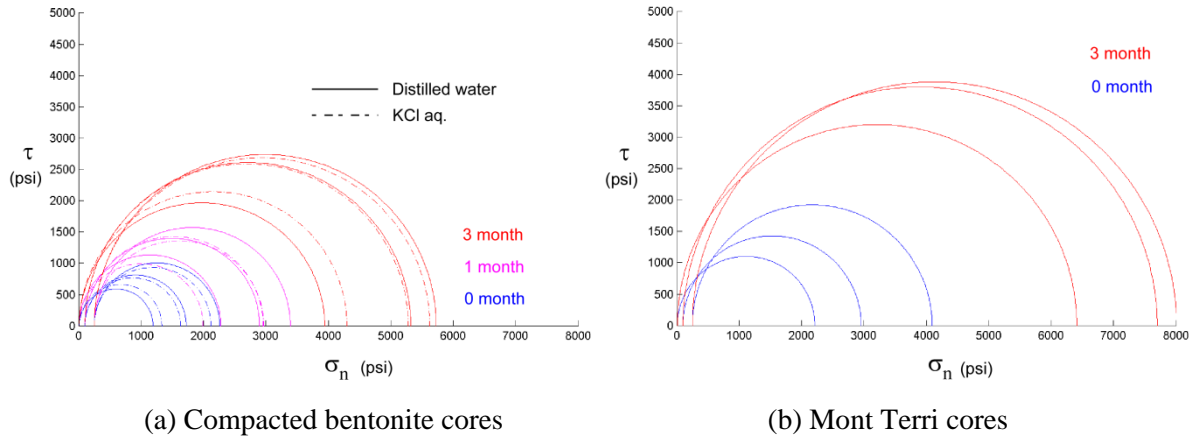 5000
4500
4000
3500
3000
2500
2000
1500
1000
500
0
τ
(psi)
Distilled water
KCl aq.
3 month
1 month
0 month
0 1000 2000 3000 4000 5000 6000 7000 8000
σn (psi)
(a) Compacted bentonite cores
5000
4500
4000
3500
3000
2500
2000
1500
1000
500
0
τ
(psi)
3 month
0 month
0 1000 2000 3000 4000 5000 6000 7000 8000
σn (psi)
(b) Mont Terri cores